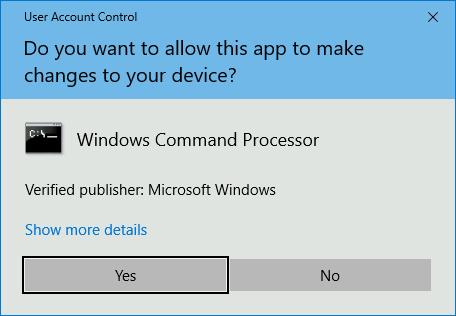 User Account Control
Do you want to allow this app to make
changes to your device?
C:\_
Windows Command Processor
Verified publisher: Microsoft Windows
Show more details
Yes
No